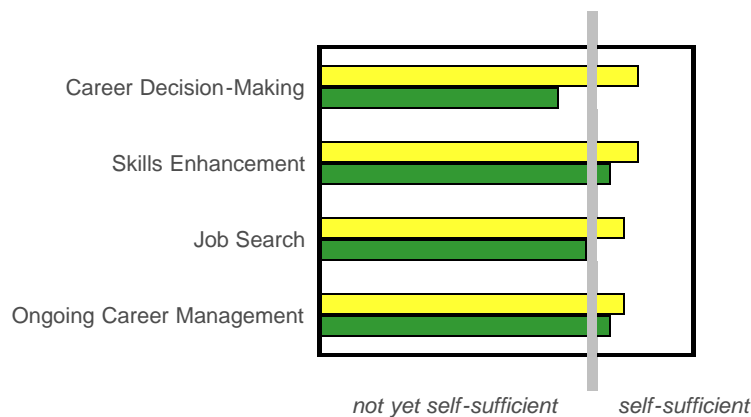 Career Decision-Making
Skills Enhancement
Job Search
Ongoing Career Management
not yet self-sufficient self-sufficient